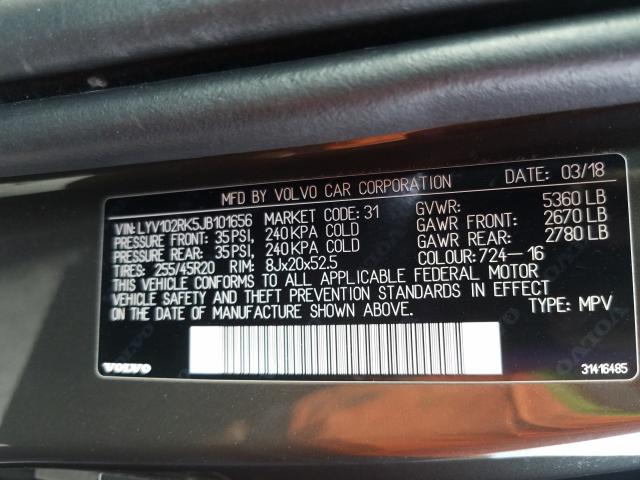 MFD BY VOLVO CAR CORPORATION DATE: 03/18
VIN: LYV102RK5JB101656 MARKET CODE: 31 GVWR: 5360 LB
PRESSURE FRONT: 35 PSI, 240 KPA COLD GAWR FRONT: 2670 LB
PRESSURE REAR: 35 PSI, 240 KPA COLD GAWR REAR: 2780 LB
TIRES: 255/45R20 RIM: 8Jx20x52.5 COLOUR: 724-16
THIS VEHICLE CONFORMS TO ALL APPLICABLE FEDERAL MOTOR
VEHICLE SAFETY AND THEFT PREVENTION STANDARDS IN EFFECT
ON THE DATE OF MANUFACTURE SHOWN ABOVE. TYPE: MPV
VOLVO 31416485